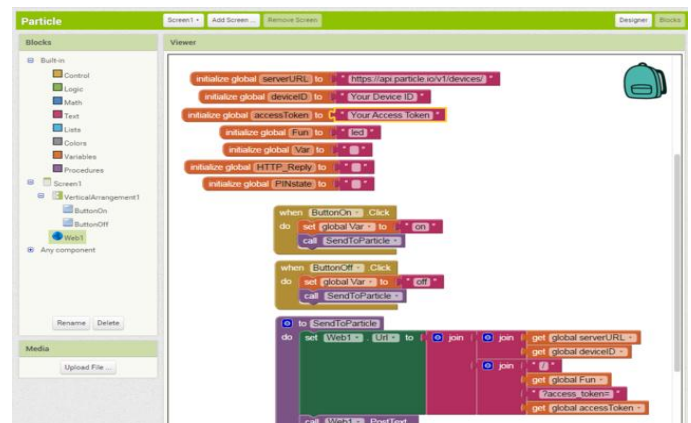 Particle
Screen1 Add Screen ... Remove Screen Designer Blocks
Blocks
Viewer
Built-in
Control
Logic
Math
Text
Lists
Colors
Variables
Procedures
Screen1
VerticalArrangement1
ButtonOn
ButtonOff
Web1
Any component
Rename Delete
Media
Upload File ...
initialize global serverURL to " https://api.particle.io/v1/devices/ "
initialize global deviceID to " Your Device ID "
initialize global accessToken to " Your Access Token "
initialize global Fun to " led "
initialize global Var to " "
initialize global HTTP_Reply to " "
initialize global PINstate to " "
when ButtonOn .Click
do set global Var to " on "
call SendToParticle
when ButtonOff .Click
do set global Var to " off "
call SendToParticle
to SendToParticle
do set Web1 . Url to join join get global serverURL
get global deviceID
join " / "
get global Fun
" ?access_token= "
get global accessToken
call Web1 .PostText